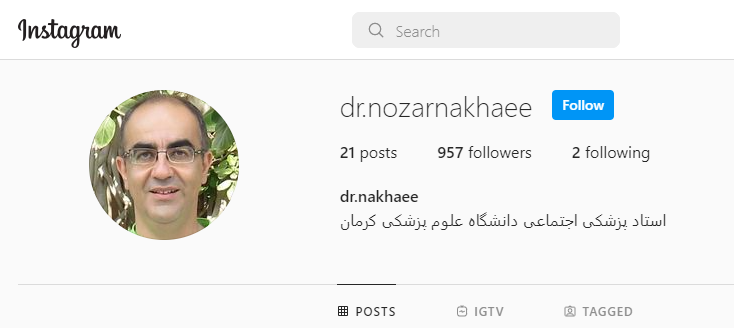 Instagram
Search
dr.nozarnakhaee
Follow
21 posts 957 followers 2 following
dr.nakhaee
استاد پزشکی اجتماعی دانشگاه علوم پزشکی کرمان
POSTS IGTV TAGGED